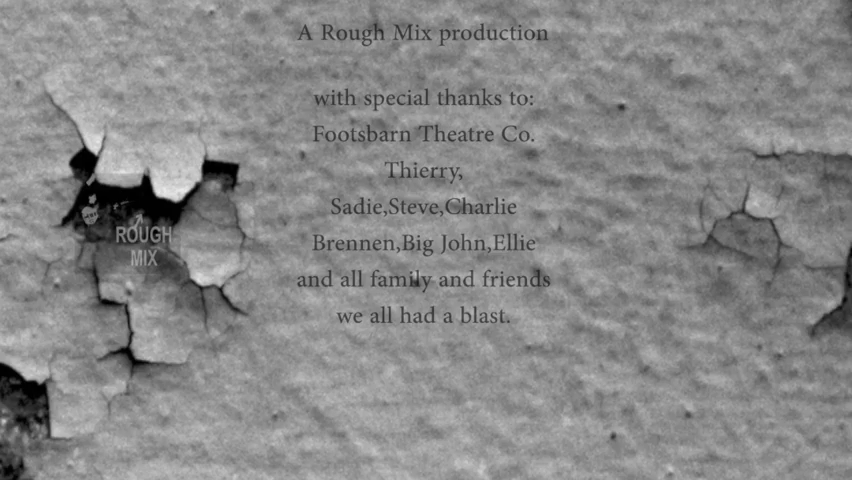 A Rough Mix production
with special thanks to:
Footsbarn Theatre Co.
Thierry,
Sadie,Steve,Charlie
Brennen,Big John,Ellie
and all family and friends
we all had a blast.
ROUGH
MIX